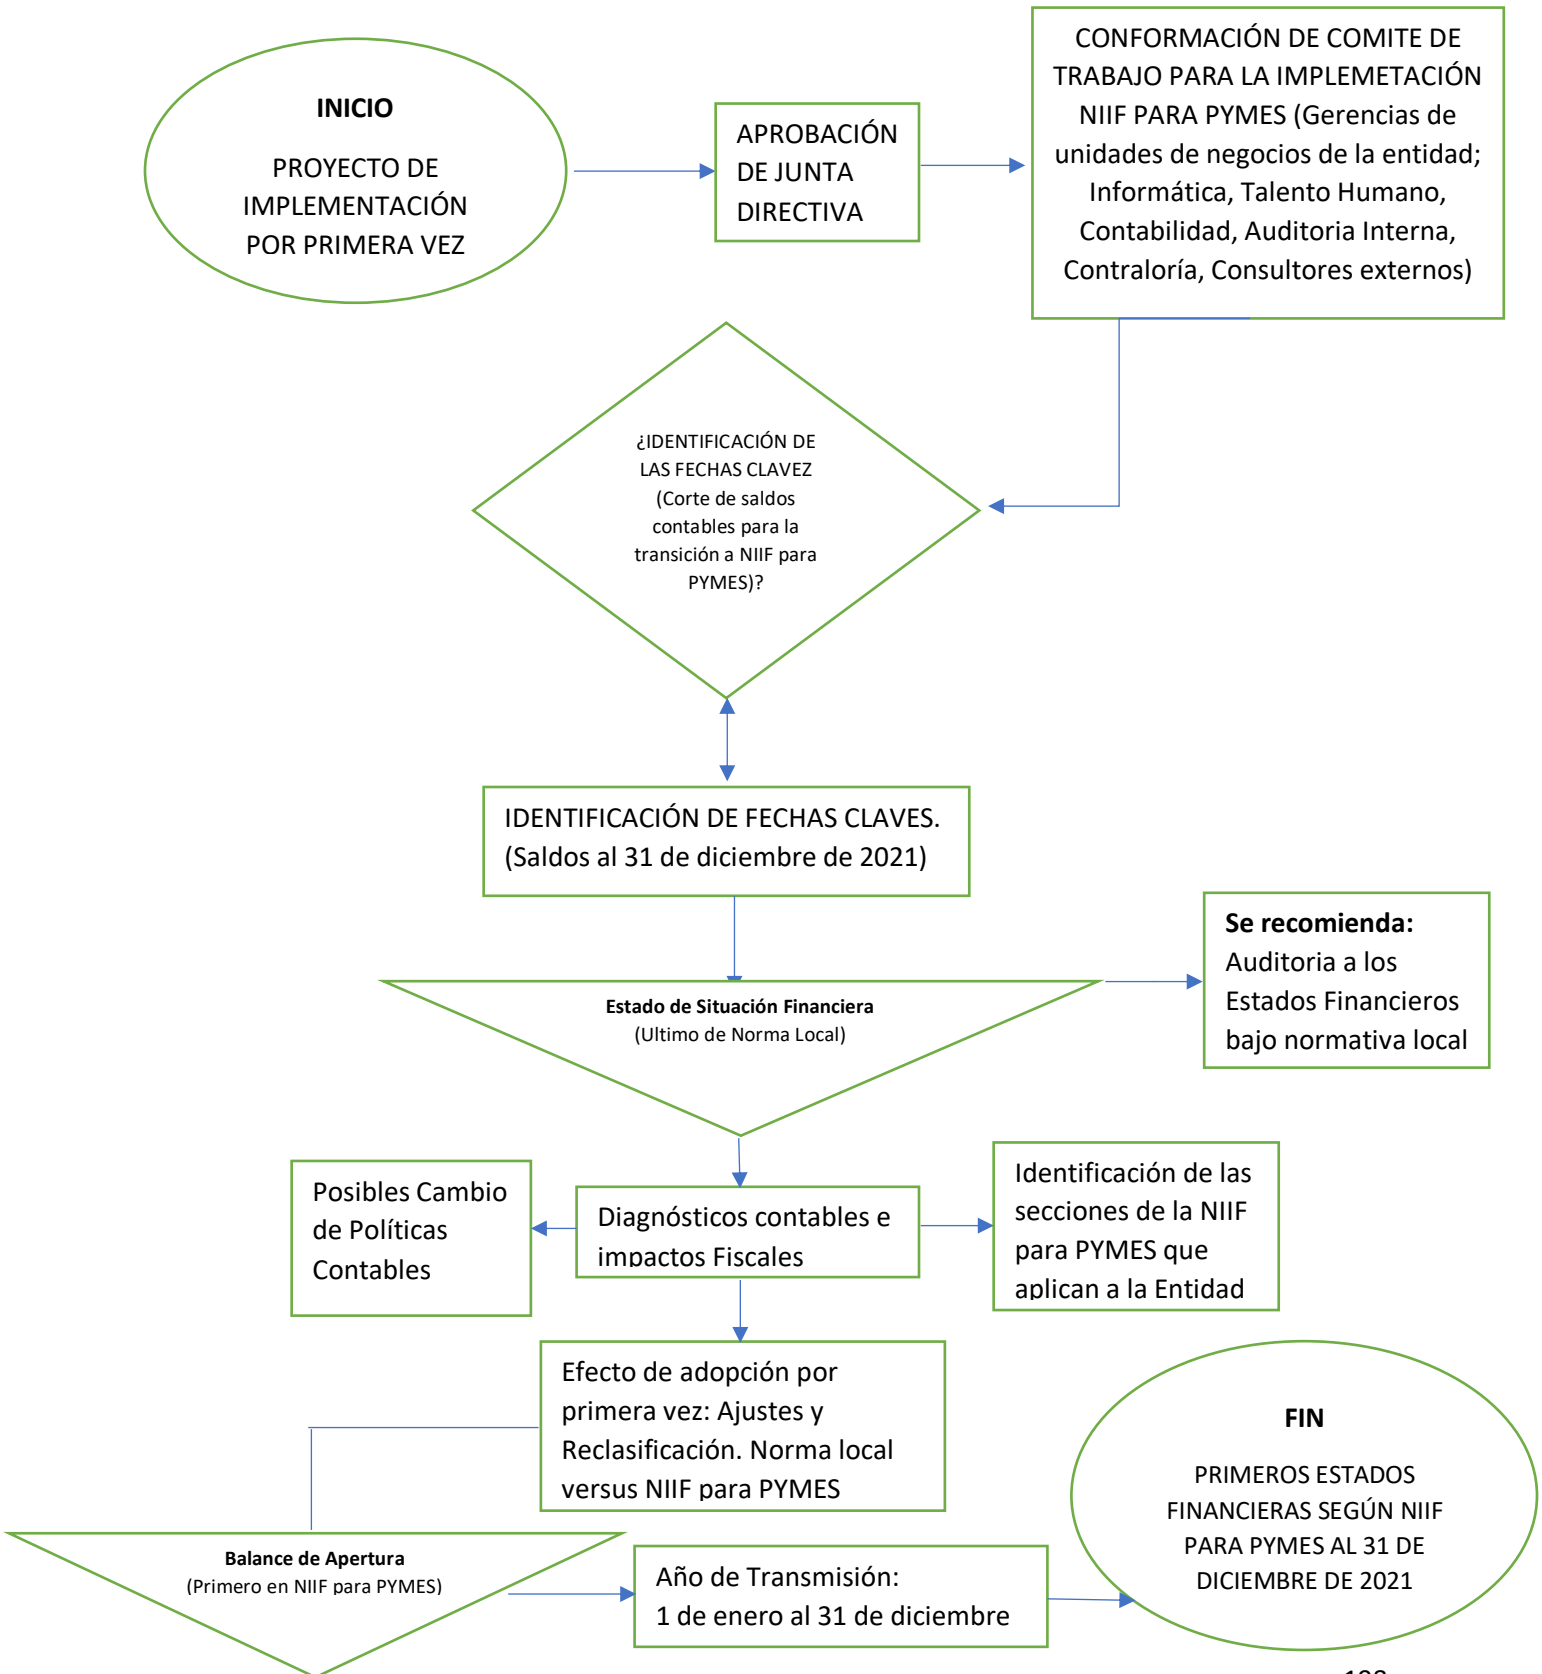 INICIO
PROYECTO DE
IMPLEMENTACIÓN
POR PRIMERA VEZ
APROBACIÓN
DE JUNTA
DIRECTIVA
CONFORMACIÓN DE COMITE DE
TRABAJO PARA LA IMPLEMETACIÓN
NIIF PARA PYMES (Gerencias de
unidades de negocios de la entidad;
Informática, Talento Humano,
Contabilidad, Auditoria Interna,
Contraloría, Consultores externos)
¿IDENTIFICACIÓN DE
LAS FECHAS CLAVEZ
(Corte de saldos
contables para la
transición a NIIF para
PYMES)?
IDENTIFICACIÓN DE FECHAS CLAVES.
(Saldos al 31 de diciembre de 2021)
Estado de Situación Financiera
(Ultimo de Norma Local)
Se recomienda:
Auditoria a los
Estados Financieros
bajo normativa local
Posibles Cambio
de Políticas
Contables
Diagnósticos contables e
impactos Fiscales
Identificación de las
secciones de la NIIF
para PYMES que
aplican a la Entidad
Efecto de adopción por
primera vez: Ajustes y
Reclasificación. Norma local
versus NIIF para PYMES
Balance de Apertura
(Primero en NIIF para PYMES)
Año de Transmisión:
1 de enero al 31 de diciembre
FIN
PRIMEROS ESTADOS
FINANCIERAS SEGÚN NIIF
PARA PYMES AL 31 DE
DICIEMBRE DE 2021